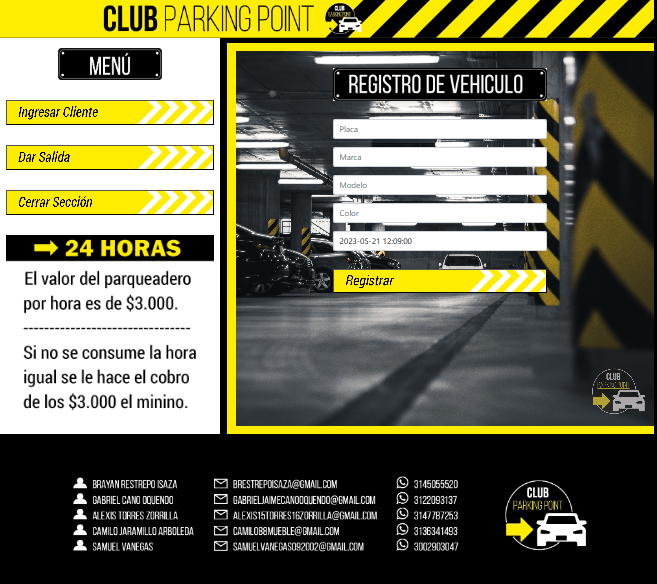 CLUB PARKING POINT
CLUB
PARKING POINT
MENÚ
Ingresar Cliente
Dar Salida
Cerrar Sección
24 HORAS
El valor del parqueadero
por hora es de $3.000.
--------------------------------
Si no se consume la hora
igual se le hace el cobro
de los $3.000 el minino.
REGISTRO DE VEHICULO
Placa
Marca
Modelo
Color
2023-05-21 12:09:00
Registrar
CLUB
PARKING POINT
BRAYAN RESTREPO ISAZA BRESTREPOISAZA@GMAIL.COM 3145055520
GABRIEL CANO OQUENDO GABRIELJAIMECANOOQUENDO@GMAIL.COM 3122093137
ALEXIS TORRES ZORRILLA ALEXIS15TORRES16ZORRILLA@GMAIL.COM 3147787253
CAMILO JARAMILLO ARBOLEDA CAMILO88MUEBLE@GMAIL.COM 3136341493
SAMUEL VANEGAS SAMUELVANEGAS092002@GMAIL.COM 3002903047
CLUB
PARKING POINT